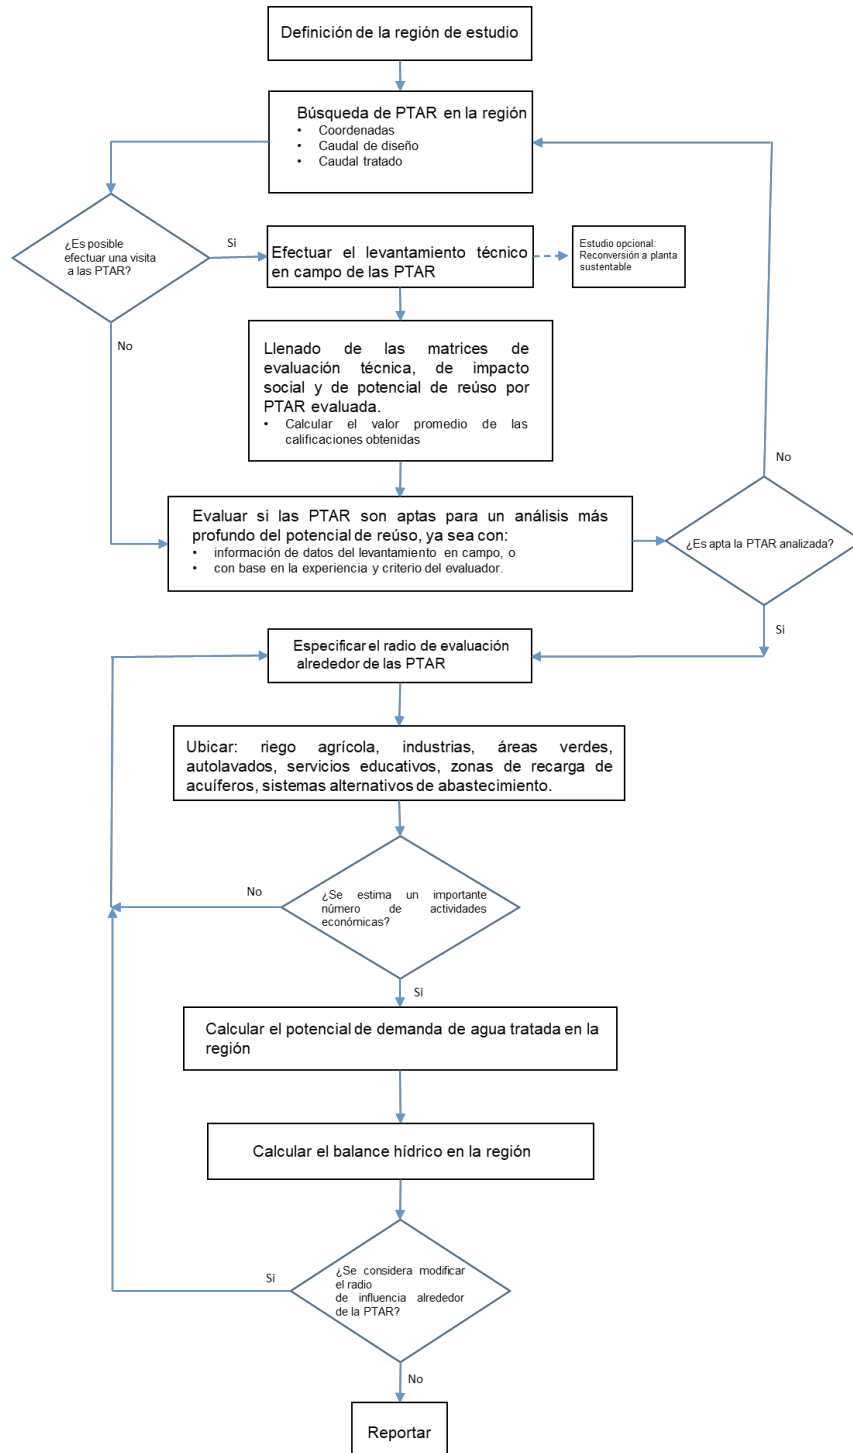 Definición de la región de estudio
Búsqueda de PTAR en la región
• Coordenadas
• Caudal de diseño
• Caudal tratado
¿Es posible
efectuar una visita
a las PTAR?
Si
Efectuar el levantamiento técnico
en campo de las PTAR
Estudio opcional:
Reconversión a planta
sustentable
No
Llenado de las matrices de
evaluación técnica, de impacto
social y de potencial de reúso por
PTAR evaluada.
• Calcular el valor promedio de las
calificaciones obtenidas
No
Evaluar si las PTAR son aptas para un análisis más
profundo del potencial de reúso, ya sea con:
• información de datos del levantamiento en campo, o
• con base en la experiencia y criterio del evaluador.
¿Es apta la PTAR analizada?
Si
Especificar el radio de evaluación
alrededor de las PTAR
Ubicar: riego agrícola, industrias, áreas verdes,
autolavados, servicios educativos, zonas de recarga de
acuíferos, sistemas alternativos de abastecimiento.
¿Se estima un importante
número de actividades
económicas?
No
Si
Calcular el potencial de demanda de agua tratada en la
región
Calcular el balance hídrico en la región
¿Se considera modificar
el radio
de influencia alrededor
de la PTAR?
Si
No
Reportar